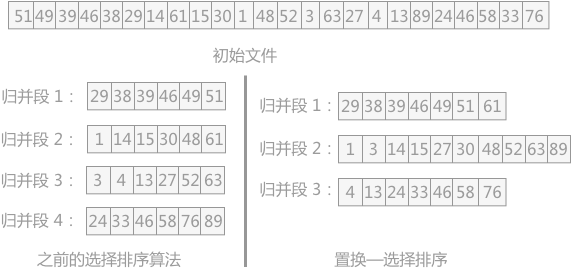 51 49 39 46 38 29 14 61 15 30 1 48 52 3 63 27 4 13 89 24 46 58 33 76
初始文件
归并段 1： 29 38 39 46 49 51
归并段 2： 1 14 15 30 48 61
归并段 3： 3 4 13 27 52 63
归并段 4： 24 33 46 58 76 89
之前的选择排序算法
归并段 1： 29 38 39 46 49 51 61
归并段 2： 1 3 14 15 27 30 48 52 63 89
归并段 3： 4 13 24 33 46 58 76
置换—选择排序